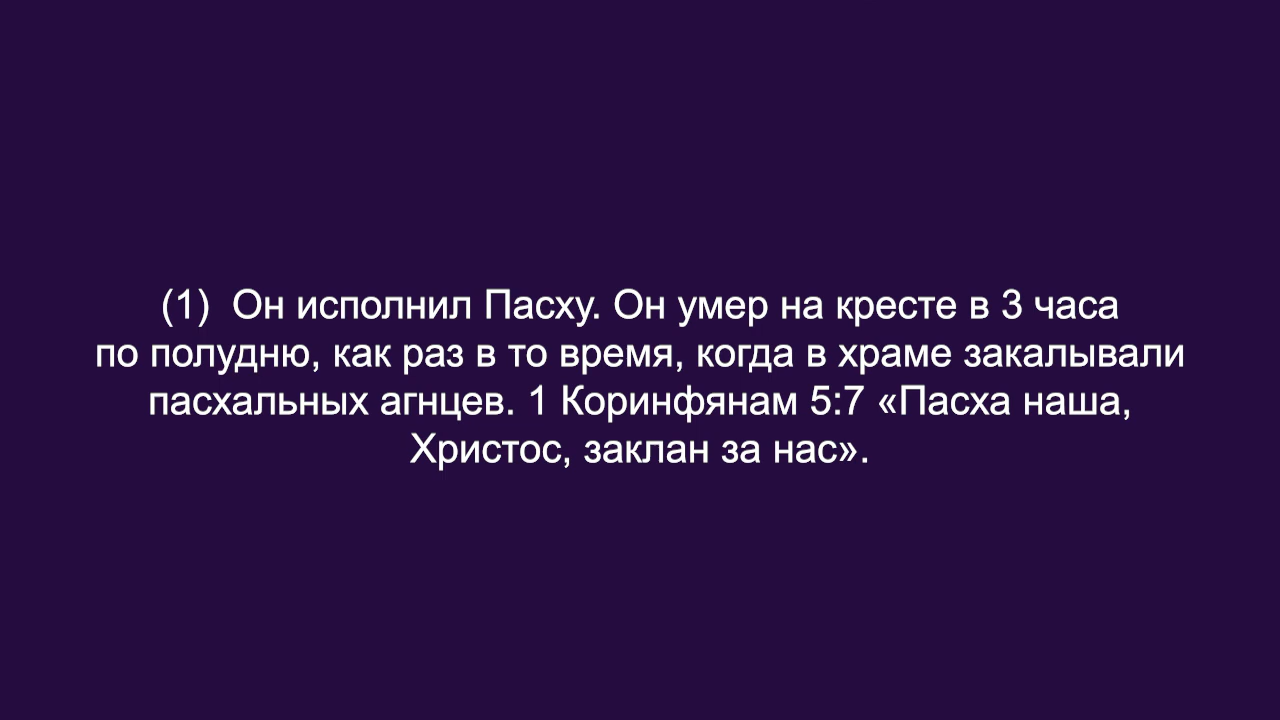 (1)  Он исполнил Пасху. Он умер на кресте в 3 часа
по полудню, как раз в то время, когда в храме закалывали
пасхальных агнцев. 1 Коринфянам 5:7 «Пасха наша,
Христос, заклан за нас».